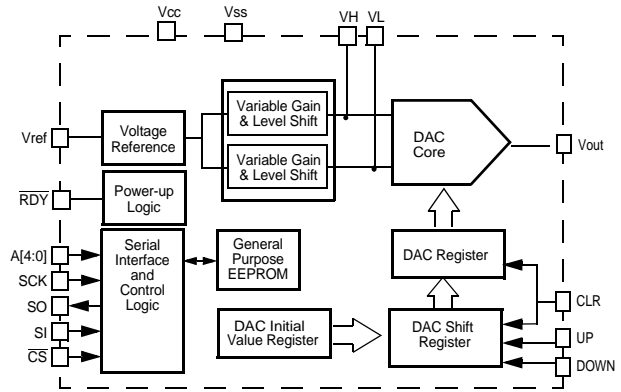 Vcc
Vss
VH
VL
Variable Gain
& Level Shift
Vref
Voltage
Reference
DAC
Core
Vout
Variable Gain
& Level Shift
RDY
Power-up
Logic
A[4:0]
SCK
SO
SI
CS
Serial
Interface
and
Control
Logic
General
Purpose
EEPROM
DAC Register
CLR
DAC Initial
Value Register
DAC Shift
Register
UP
DOWN